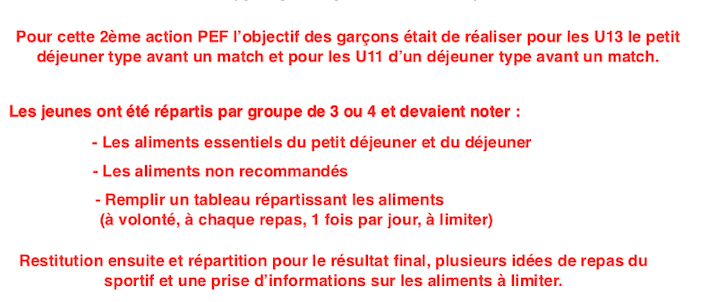 Pour cette 2ème action PEF l'objectif des garçons était de réaliser pour les U13 le petit
déjeuner type avant un match et pour les U11 d'un déjeuner type avant un match.
Les jeunes ont été répartis par groupe de 3 ou 4 et devaient noter :
- Les aliments essentiels du petit déjeuner et du déjeuner
- Les aliments non recommandés
- Remplir un tableau répartissant les aliments
(à volonté, à chaque repas, 1 fois par jour, à limiter)
Restitution ensuite et répartition pour le résultat final, plusieurs idées de repas du
sportif et une prise d'informations sur les aliments à limiter.